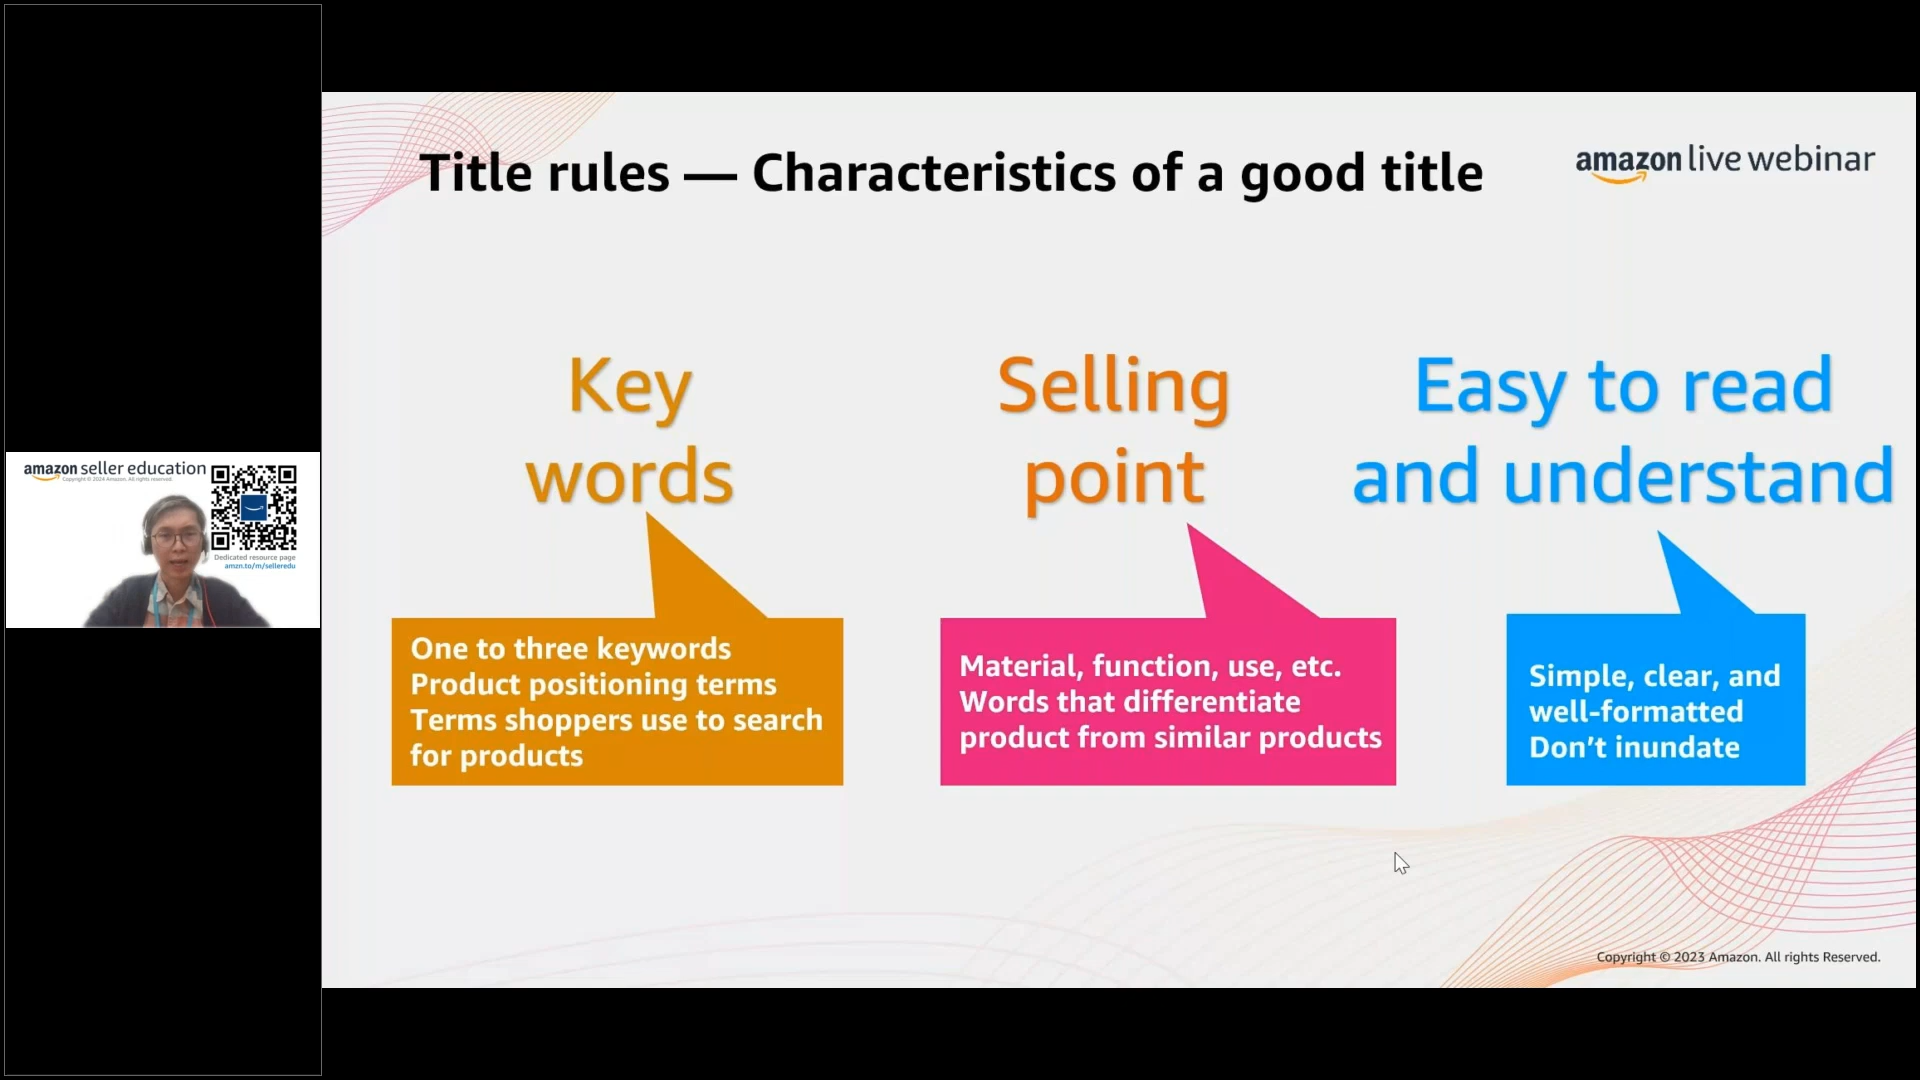 Title rules — Characteristics of a good title
amazon live webinar
Key
words
Selling
point
Easy to read
and understand
One to three keywords
Product positioning terms
Terms shoppers use to search
for products
Material, function, use, etc.
Words that differentiate
product from similar products
Simple, clear, and
well-formatted
Don’t inundate
Copyright © 2023 Amazon. All rights Reserved.
amazon seller education
Copyright © 2024 Amazon. All rights reserved.
Dedicated resource page
amzn.to/m/selleredu